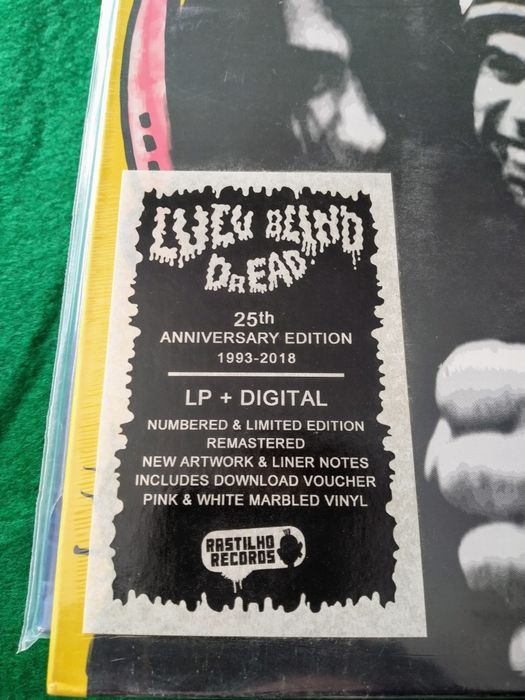 LULU BLIND
DREAD
25th
ANNIVERSARY EDITION
1993-2018
LP + DIGITAL
NUMBERED & LIMITED EDITION
REMASTERED
NEW ARTWORK & LINER NOTES
INCLUDES DOWNLOAD VOUCHER
PINK & WHITE MARBLED VINYL
RASTILHO
RECORDS